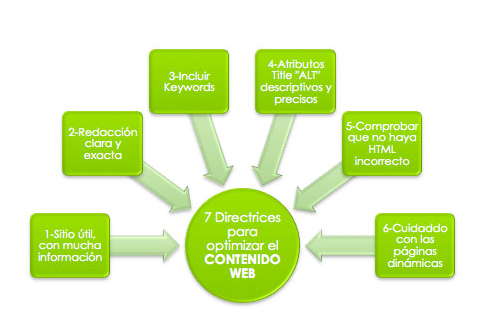 3-Incluir
Keywords
4-Atributos
Title "ALT"
descriptivos y
precisos
2-Redacción
clara y
exacta
5-Comprobar
que no haya
HTML
incorrecto
1-Sitio útil,
con mucha
información
7 Directrices
para
optimizar el
CONTENIDO
WEB
6-Cuidaddo
con las
páginas
dinámicas